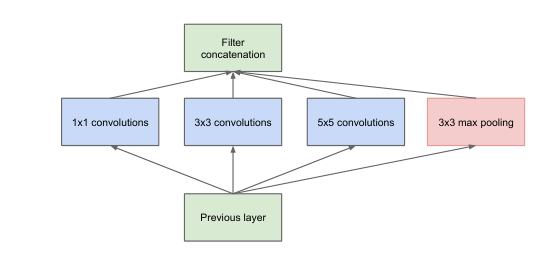 Filter
concatenation
1x1 convolutions
3x3 convolutions
5x5 convolutions
3x3 max pooling
Previous layer